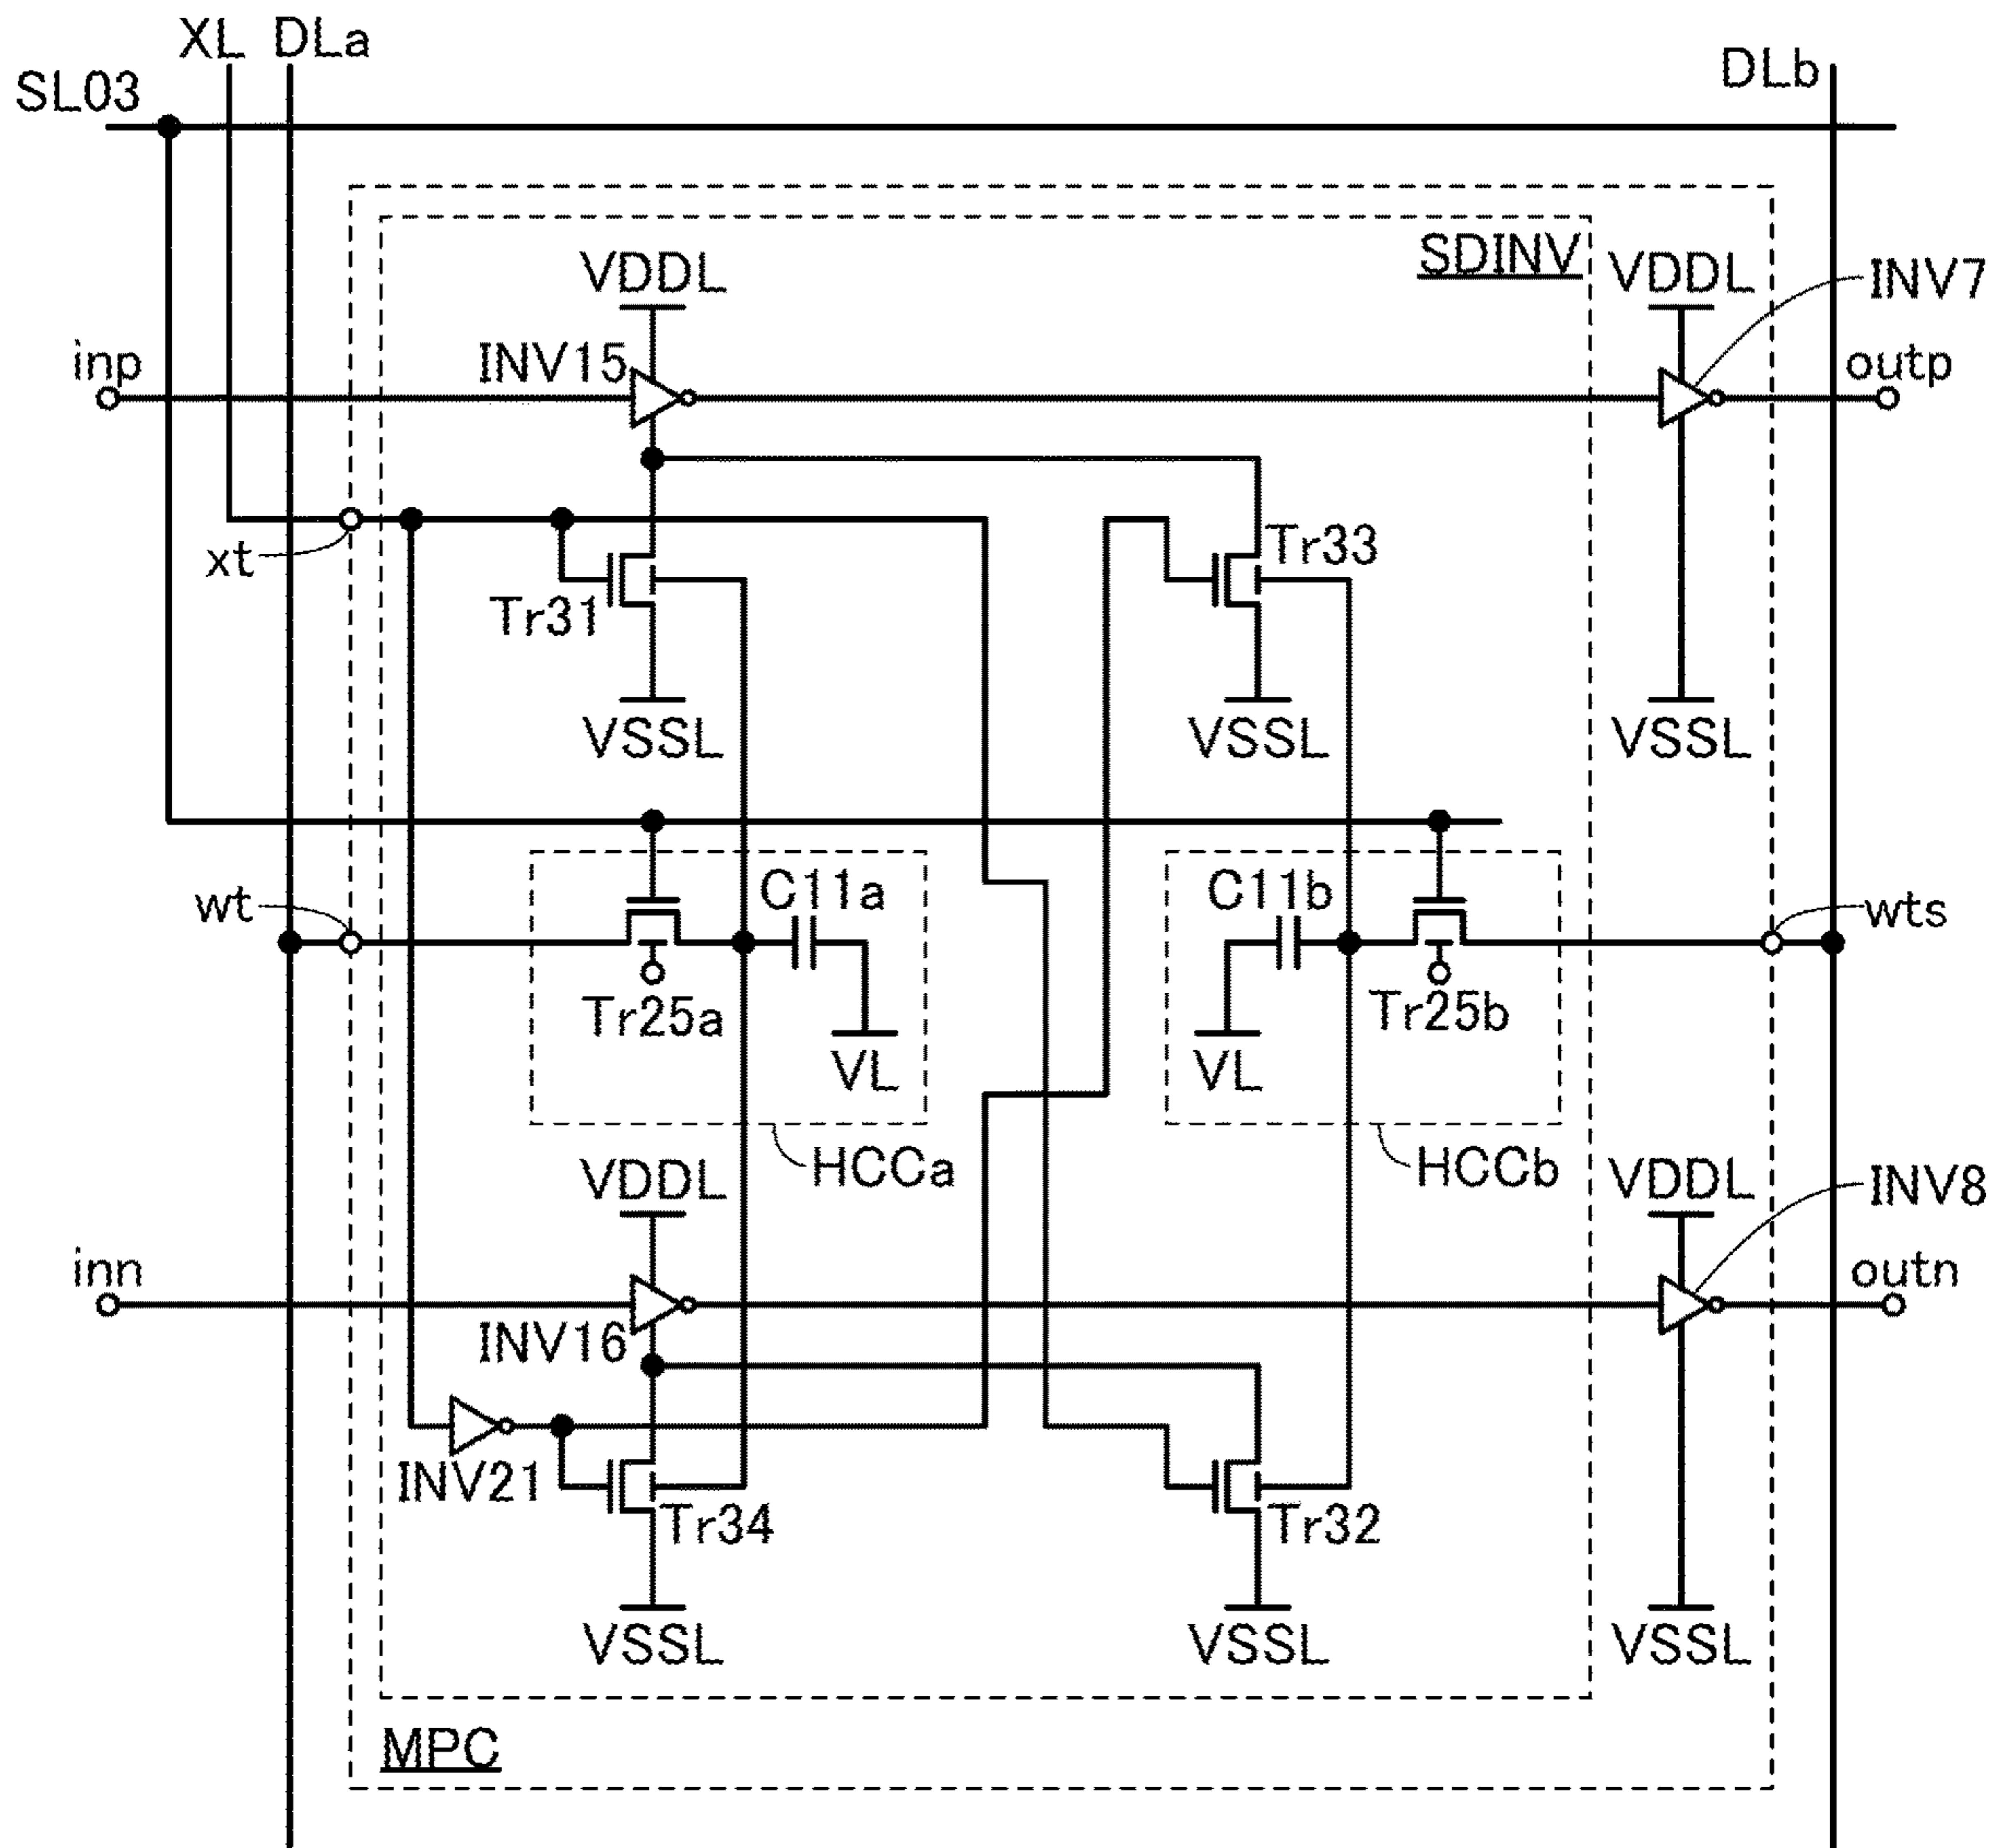 XL DLa
DLb
SL03
SDINV
VDDL
VDDL
INV7
inp
INV15
outp
xt
Tr33
Tr31
VSSL
VSSL
VSSL
wt
C11a
C11b
wts
Tr25a
Tr25b
VL
VL
HCCa
HCCb
VDDL
VDDL
INV8
inn
INV16
outn
INV21
Tr34
Tr32
VSSL
VSSL
VSSL
MPC